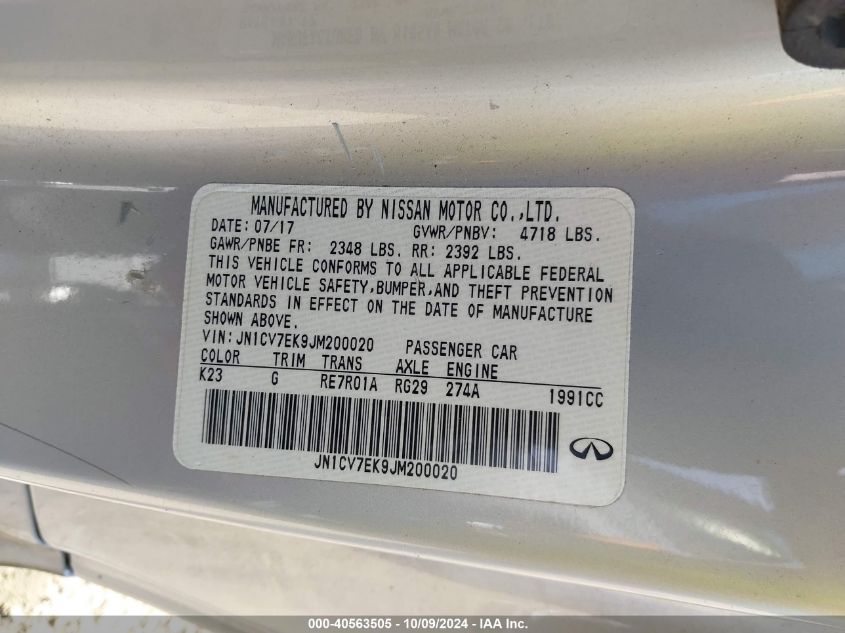 MANUFACTURED BY NISSAN MOTOR CO.,LTD.
DATE: 07/17 GVWR/PNBV: 4718 LBS.
GAWR/PNBE FR: 2348 LBS. RR: 2392 LBS.
THIS VEHICLE CONFORMS TO ALL APPLICABLE FEDERAL
MOTOR VEHICLE SAFETY,BUMPER,AND THEFT PREVENTION
STANDARDS IN EFFECT ON THE DATE OF MANUFACTURE
SHOWN ABOVE.
VIN: JN1CV7EK9JM200020 PASSENGER CAR
COLOR TRIM TRANS AXLE ENGINE
K23 G RE7R01A RG29 274A 1991CC
JN1CV7EK9JM200020
000-40563505 - 10/09/2024 - IAA Inc.